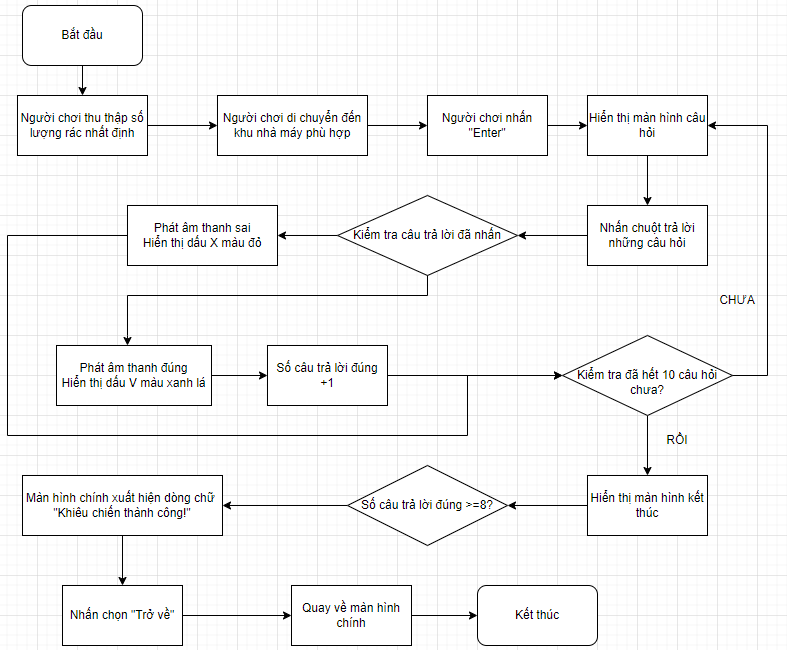 Bắt đầu
Người chơi thu thập số
lượng rác nhất định
Người chơi di chuyển đến
khu nhà máy phù hợp
Người chơi nhấn
"Enter"
Hiển thị màn hình câu
hỏi
Phát âm thanh sai
Hiển thị dấu X màu đỏ
Kiểm tra câu trả lời đã nhấn
Nhấn chuột trả lời
những câu hỏi
CHƯA
Phát âm thanh đúng
Hiển thị dấu V màu xanh lá
Số câu trả lời đúng
+1
Kiểm tra đã hết 10 câu hỏi
chưa?
RỒI
Màn hình chính xuất hiện dòng chữ
"Khiêu chiến thành công!"
Số câu trả lời đúng >=8?
Hiển thị màn hình kết
thúc
Nhấn chọn "Trở về"
Quay về màn hình
chính
Kết thúc